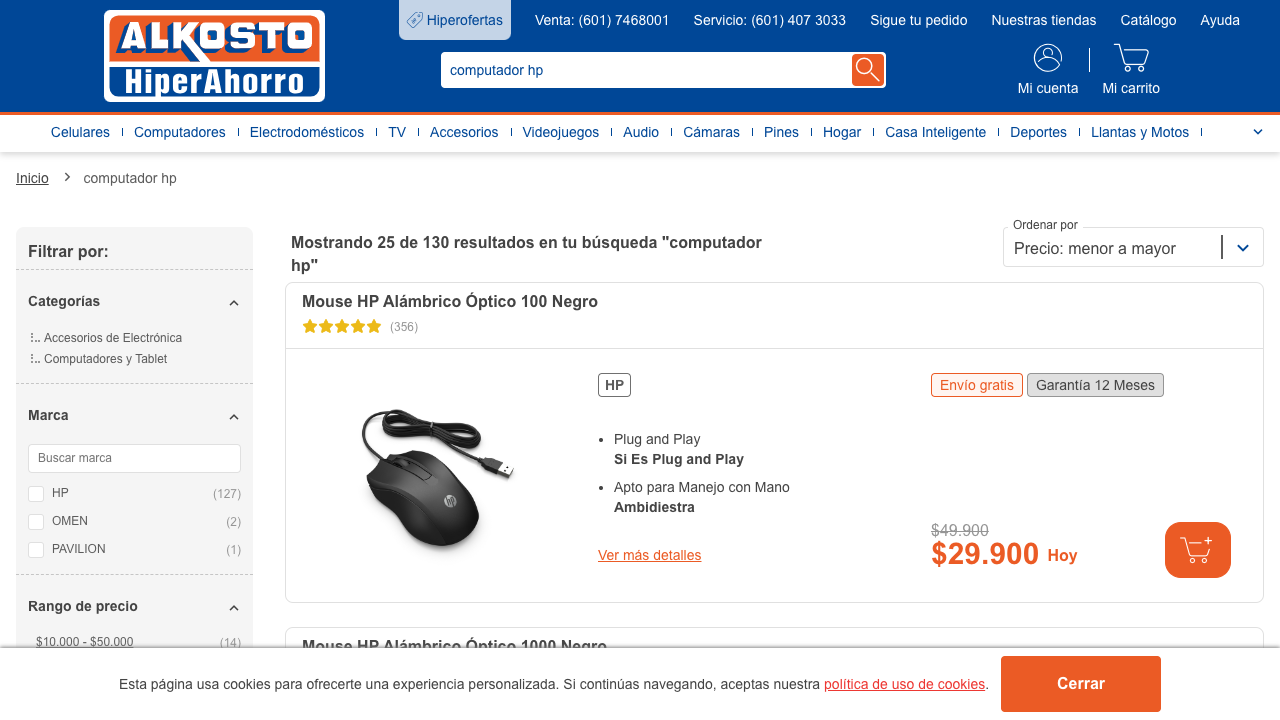 ALKOSTO
HiperAhorro
Hiperofertas
Venta: (601) 7468001
Servicio: (601) 407 3033
Sigue tu pedido
Nuestras tiendas
Catálogo
Ayuda
computador hp
Mi cuenta
Mi carrito
Celulares
Computadores
Electrodomésticos
TV
Accesorios
Videojuegos
Audio
Cámaras
Pines
Hogar
Casa Inteligente
Deportes
Llantas y Motos
Inicio
computador hp
Filtrar por:
Categorías
Accesorios de Electrónica
Computadores y Tablet
Marca
Buscar marca
HP (127)
OMEN (2)
PAVILION (1)
Rango de precio
$10.000 - $50.000 (14)
Mostrando 25 de 130 resultados en tu búsqueda "computador
hp"
Ordenar por
Precio: menor a mayor
Mouse HP Alámbrico Óptico 100 Negro
(356)
HP
Envío gratis
Garantía 12 Meses
Plug and Play
Si Es Plug and Play
Apto para Manejo con Mano
Ambidiestra
Ver más detalles
$49.900
$29.900 Hoy
Mouse HP Alámbrico Óptico 1000 Negro
Esta página usa cookies para ofrecerte una experiencia personalizada. Si continúas navegando, aceptas nuestra política de uso de cookies.
Cerrar